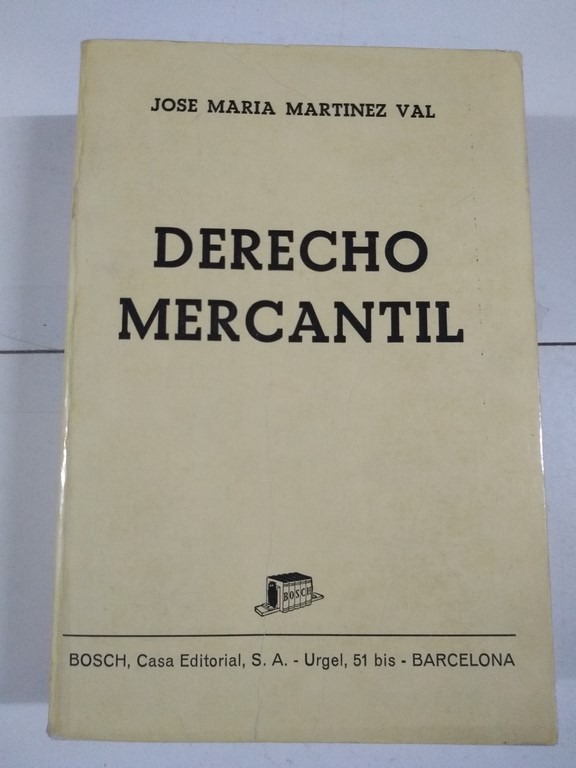 JOSE MARIA MARTINEZ VAL
DERECHO
MERCANTIL
BOSCH
BOSCH, Casa Editorial, S. A. - Urgel, 51 bis - BARCELONA